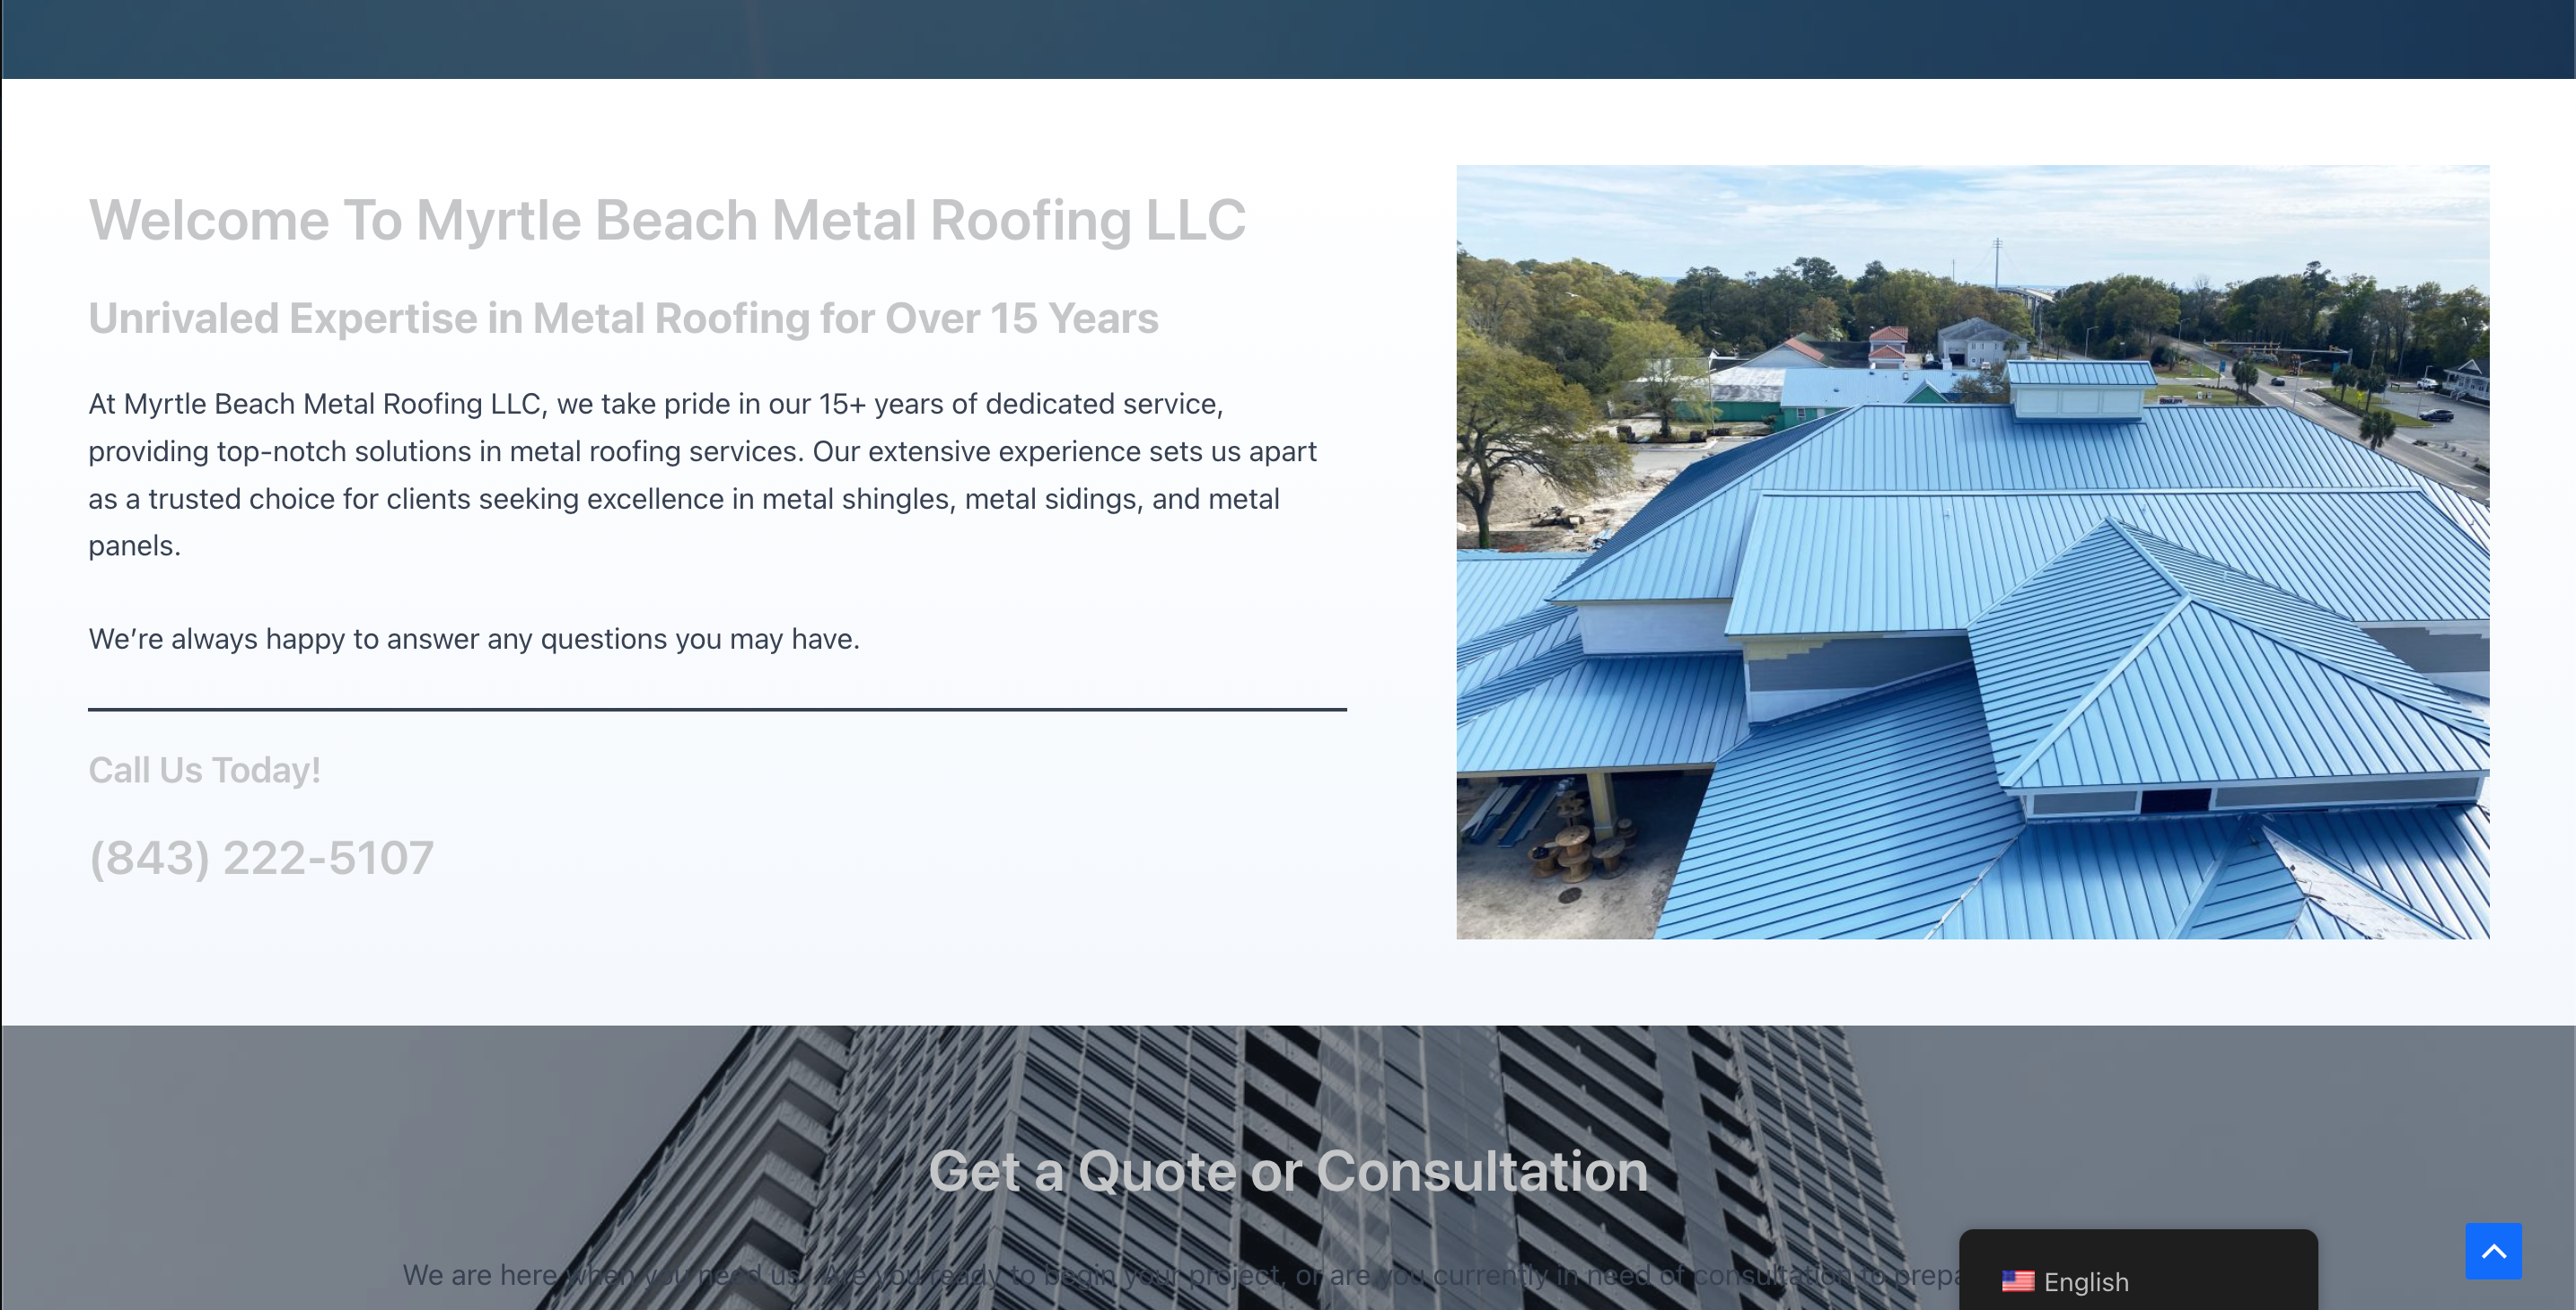 Welcome To Myrtle Beach Metal Roofing LLC
Unrivaled Expertise in Metal Roofing for Over 15 Years
At Myrtle Beach Metal Roofing LLC, we take pride in our 15+ years of dedicated service,
providing top-notch solutions in metal roofing services. Our extensive experience sets us apart
as a trusted choice for clients seeking excellence in metal shingles, metal sidings, and metal
panels.
We’re always happy to answer any questions you may have.
Call Us Today!
(843) 222-5107
Get a Quote or Consultation
We are here when you need us. Are you ready to begin your project, or are you currently in need of consultation to prepa
English